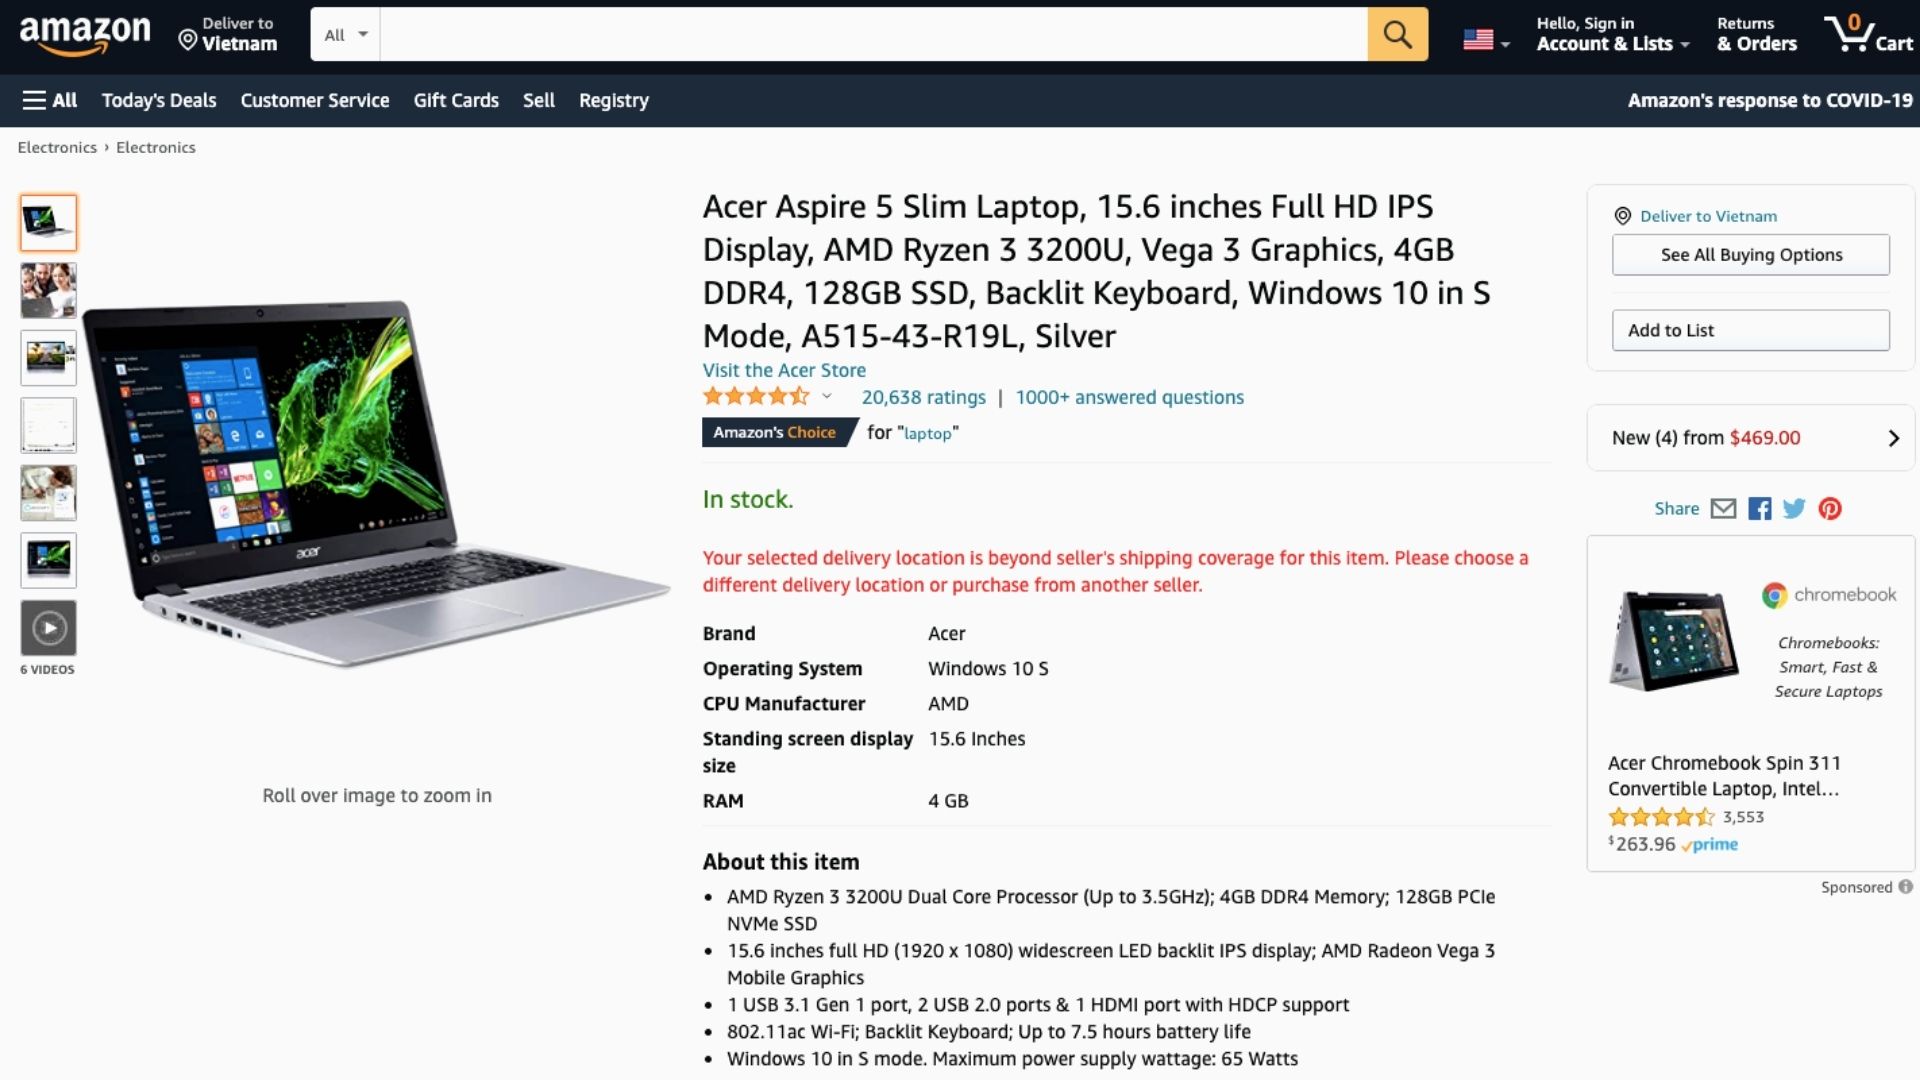 amazon
Deliver to
Vietnam
All
Hello, Sign in
Account & Lists
Returns
& Orders
0
Cart
All
Today's Deals
Customer Service
Gift Cards
Sell
Registry
Amazon's response to COVID-19
Electronics › Electronics
6 VIDEOS
acer
NETFLIX
Roll over image to zoom in
Acer Aspire 5 Slim Laptop, 15.6 inches Full HD IPS
Display, AMD Ryzen 3 3200U, Vega 3 Graphics, 4GB
DDR4, 128GB SSD, Backlit Keyboard, Windows 10 in S
Mode, A515-43-R19L, Silver
Visit the Acer Store
20,638 ratings | 1000+ answered questions
Amazon's Choice for "laptop"
In stock.
Your selected delivery location is beyond seller's shipping coverage for this item. Please choose a
different delivery location or purchase from another seller.
Brand Acer
Operating System Windows 10 S
CPU Manufacturer AMD
Standing screen display 15.6 Inches
size
RAM 4 GB
About this item
• AMD Ryzen 3 3200U Dual Core Processor (Up to 3.5GHz); 4GB DDR4 Memory; 128GB PCIe
NVMe SSD
• 15.6 inches full HD (1920 x 1080) widescreen LED backlit IPS display; AMD Radeon Vega 3
Mobile Graphics
• 1 USB 3.1 Gen 1 port, 2 USB 2.0 ports & 1 HDMI port with HDCP support
• 802.11ac Wi-Fi; Backlit Keyboard; Up to 7.5 hours battery life
• Windows 10 in S mode. Maximum power supply wattage: 65 Watts
Deliver to Vietnam
See All Buying Options
Add to List
New (4) from $469.00
Share
chromebook
Chromebooks:
Smart, Fast &
Secure Laptops
Acer Chromebook Spin 311
Convertible Laptop, Intel…
3,553
$263.96 prime
Sponsored